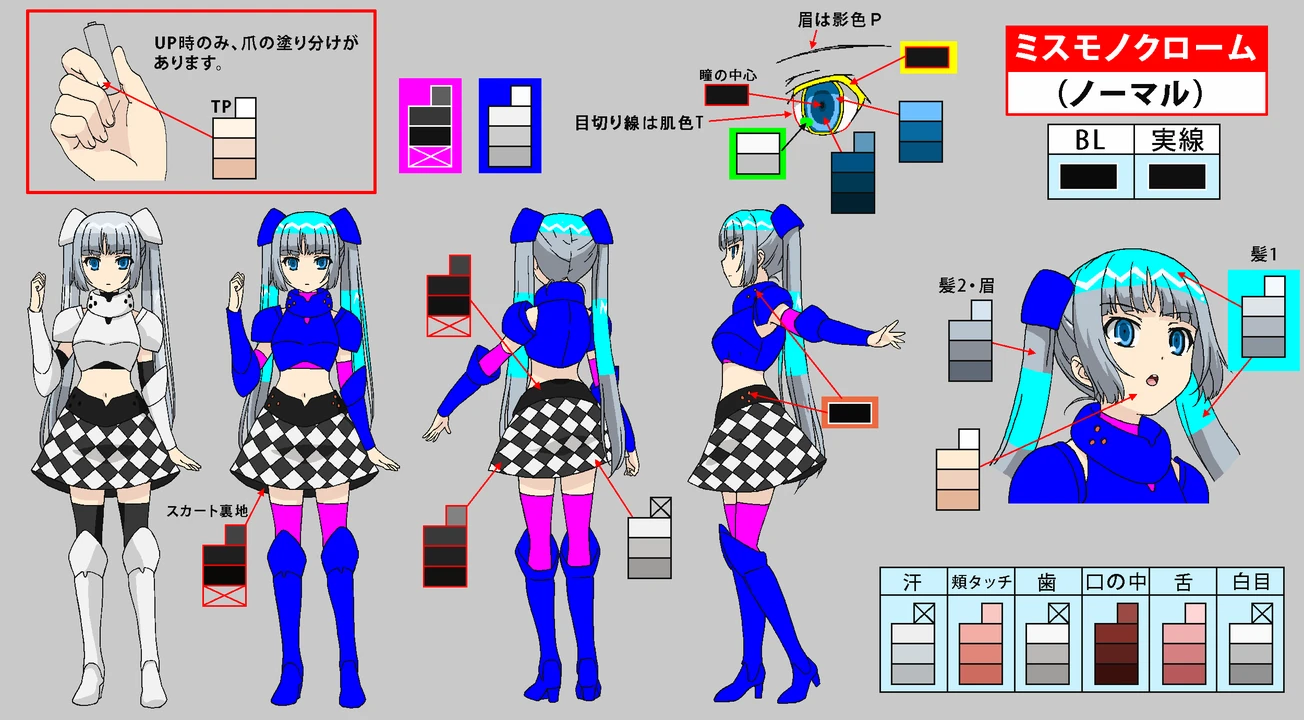 UP時のみ、爪の塗り分けが
あります。
TP
眉は影色P
瞳の中心
目切り線は肌色T
ミスモノクローム
(ノーマル)
BL
実線
髪1
髪2・眉
スカート裏地
汗
頬タッチ
歯
口の中
舌
白目